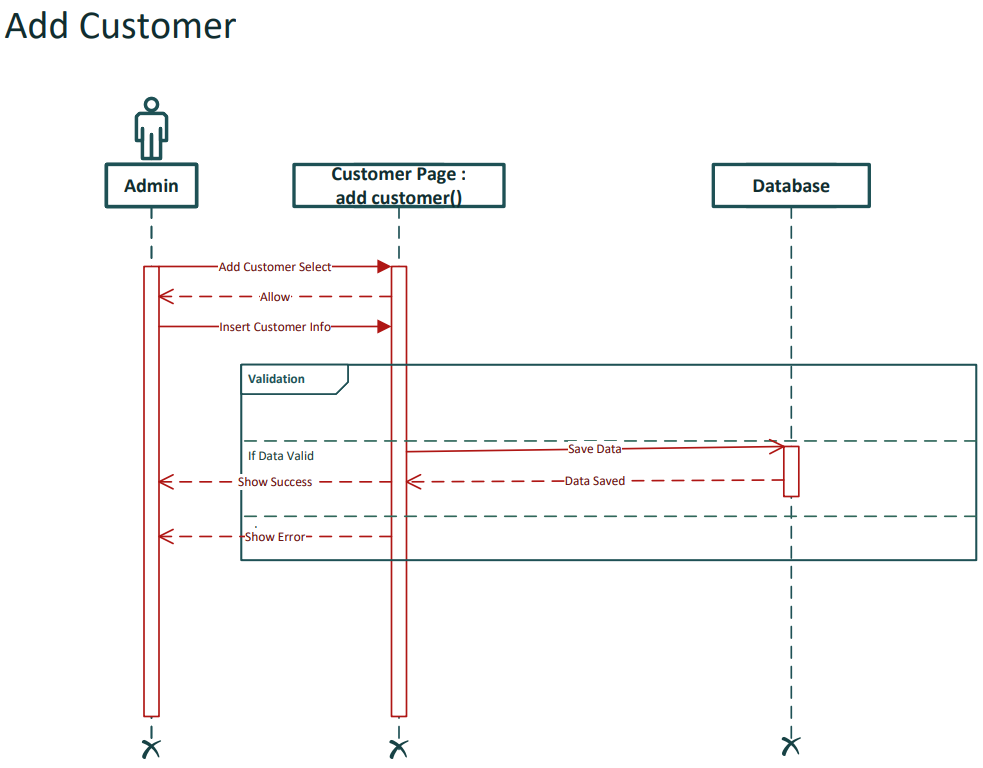 Add Customer
Admin
Customer Page :
add customer()
Database
Add Customer Select
Allow
Insert Customer Info
Validation
If Data Valid
Save Data
Show Success
Data Saved
Show Error